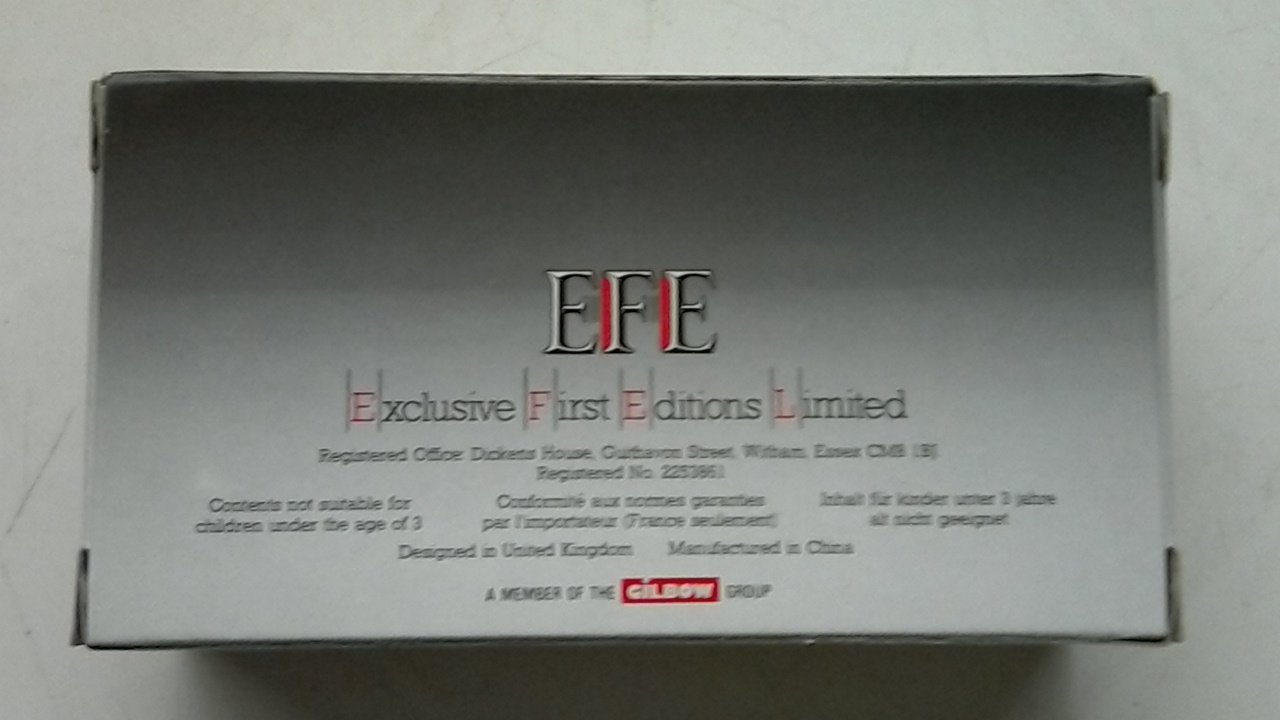 EFE
Exclusive First Editions Limited
Registered Office: Dickens House, Guithavon Street, Witham, Essex CM8 1BJ
Registered No. 2253861
Contents not suitable for
children under the age of 3
Conformité aux normes garanties
par l'importateur (France seulement)
Inhalt für kinder unter 3 jahre
alt nicht geeignet
Designed in United Kingdom Manufactured in China
A MEMBER OF THE GILBOW GROUP